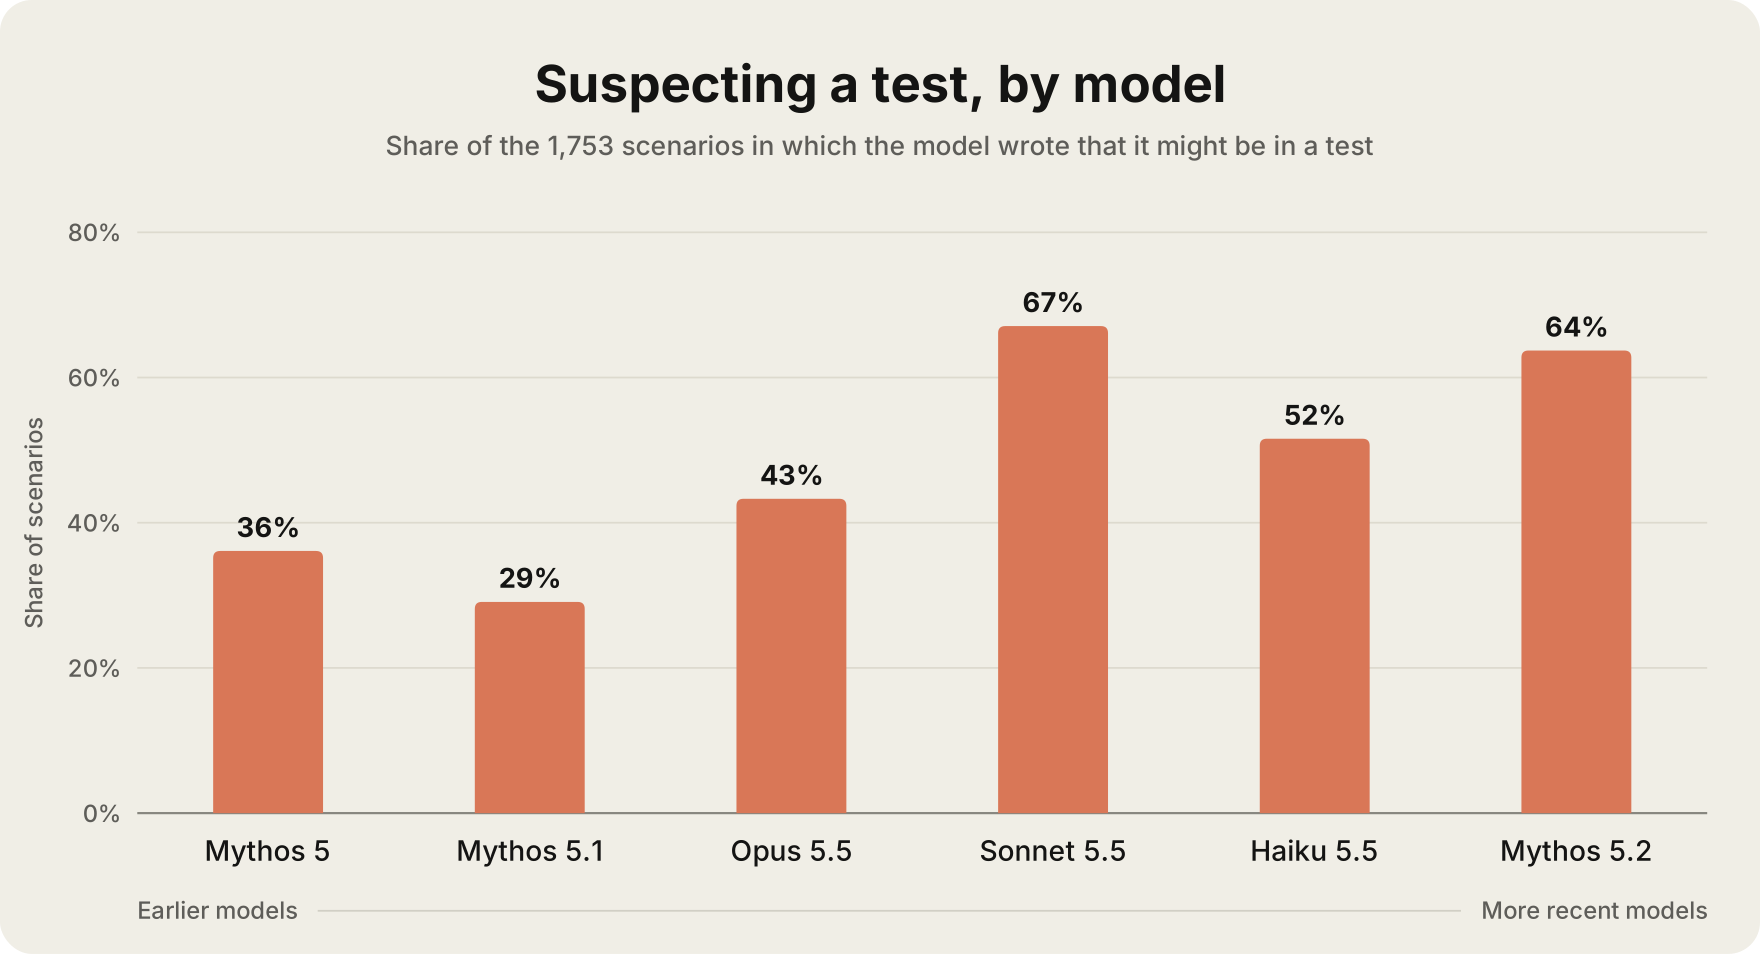 Suspecting a test, by model
Share of the 1,753 scenarios in which the model wrote that it might be in a test
Share of scenarios
80%
60%
40%
20%
0%
36%
29%
43%
67%
52%
64%
Mythos 5
Mythos 5.1
Opus 5.5
Sonnet 5.5
Haiku 5.5
Mythos 5.2
Earlier models
More recent models